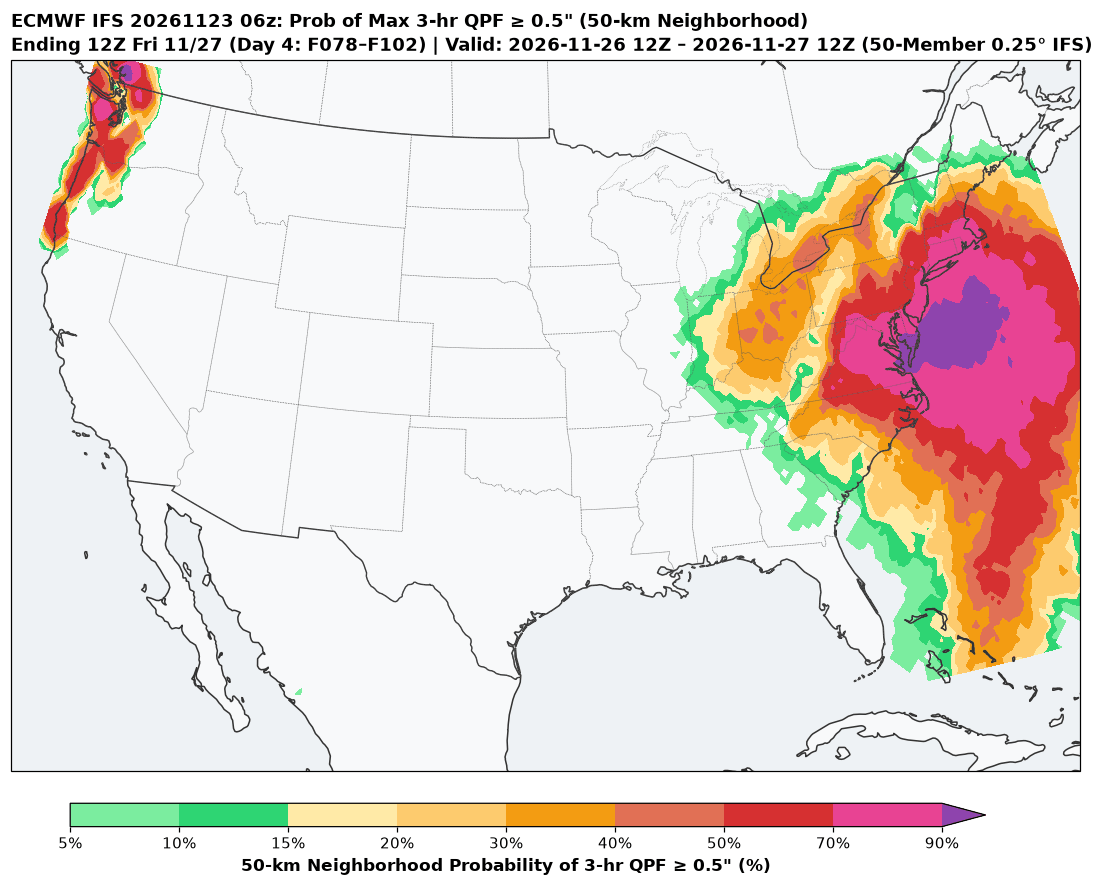 ECMWF IFS 20261123 06z: Prob of Max 3-hr QPF ≥ 0.5" (50-km Neighborhood)
Ending 12Z Fri 11/27 (Day 4: F078–F102) | Valid: 2026-11-26 12Z – 2026-11-27 12Z (50-Member 0.25° IFS)
5% 10% 15% 20% 30% 40% 50% 70% 90%
50-km Neighborhood Probability of 3-hr QPF ≥ 0.5" (%)